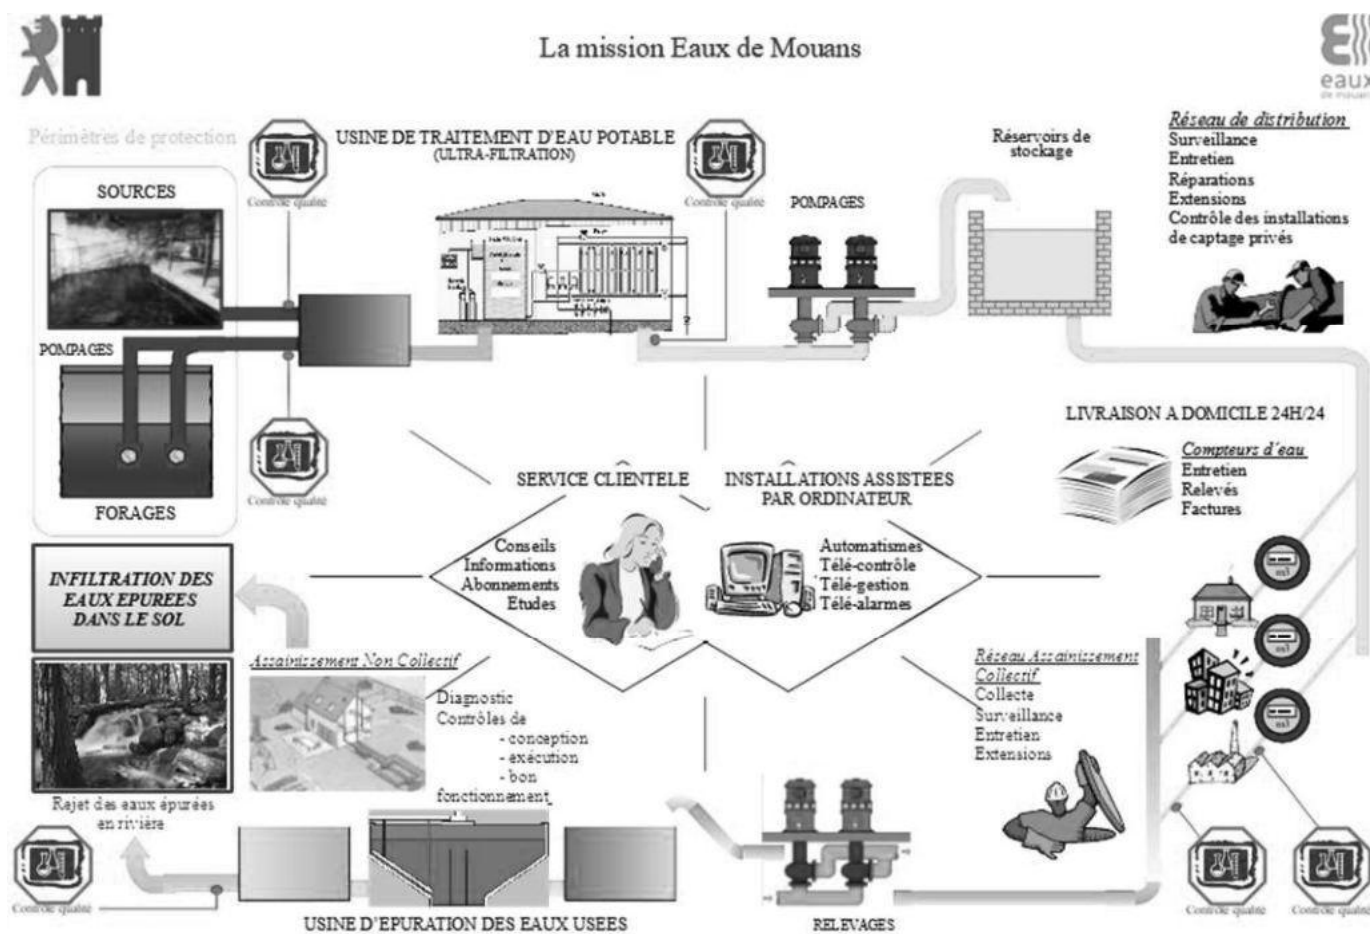 La mission Eaux de Mouans
eaux
de mouans
Périmètres de protection
SOURCES
POMPAGES
FORAGES
Contrôle qualité
Contrôle qualité
USINE DE TRAITEMENT D'EAU POTABLE
(ULTRA-FILTRATION)
Contrôle qualité
POMPAGES
Réservoirs de
stockage
Réseau de distribution
Surveillance
Entretien
Réparations
Extensions
Contrôle des installations
de captage privés
LIVRAISON A DOMICILE 24H/24
Compteurs d'eau
Entretien
Relevés
Factures
SERVICE CLIENTELE
Conseils
Informations
Abonnements
Etudes
INSTALLATIONS ASSISTEES
PAR ORDINATEUR
Automatismes
Télé-contrôle
Télé-gestion
Télé-alarmes
INFILTRATION DES
EAUX EPUREES
DANS LE SOL
Assainissement Non Collectif
Diagnostic
Contrôles de
- conception
- exécution
- bon
fonctionnement
Réseau Assainissement
Collectif
Collecte
Surveillance
Entretien
Extensions
Rejet des eaux épurées
en rivière
Contrôle qualité
USINE D'EPURATION DES EAUX USEES
RELEVAGES
Contrôle qualité
Contrôle qualité